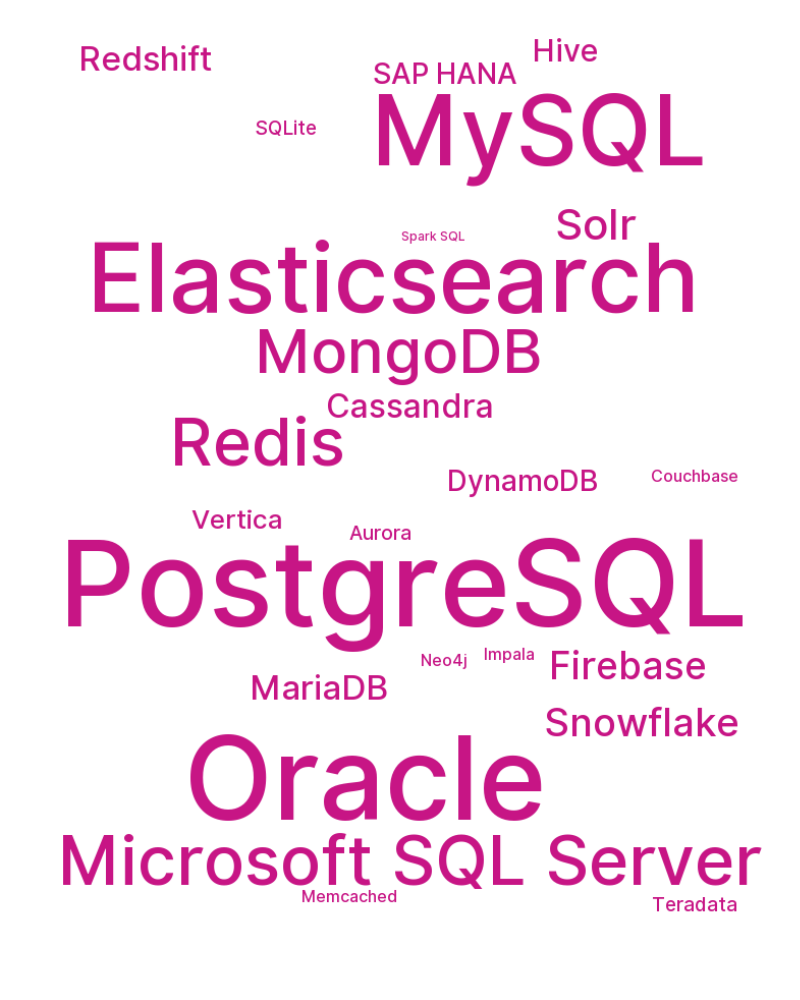 Redshift
Hive
SAP HANA
MySQL
SQLite
Solr
Spark SQL
Elasticsearch
MongoDB
Cassandra
Redis
DynamoDB
Couchbase
Vertica
Aurora
PostgreSQL
Neo4j
Impala
Firebase
MariaDB
Snowflake
Oracle
Microsoft SQL Server
Memcached
Teradata